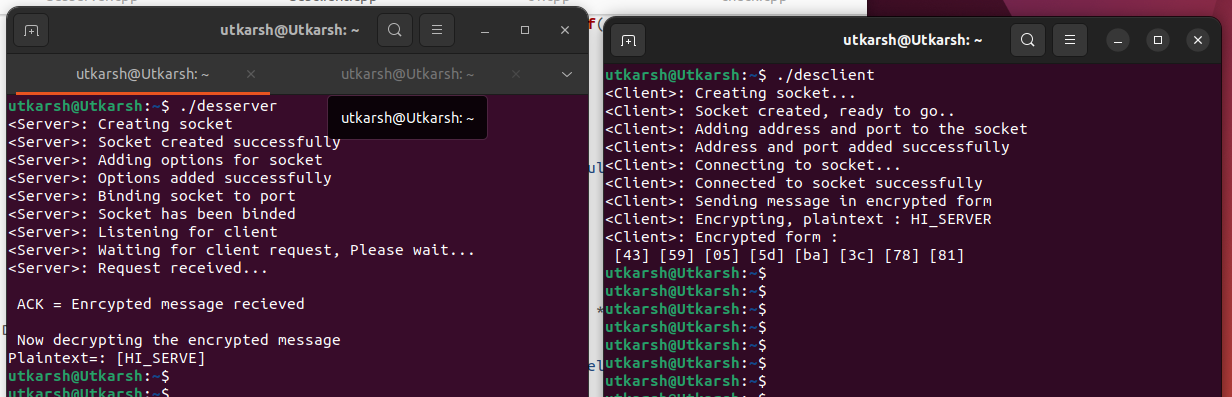 utkarsh@Utkarsh: ~
utkarsh@Utkarsh: ~
utkarsh@Utkarsh: ~
utkarsh@Utkarsh: ~
utkarsh@Utkarsh:~$ ./desserver
<Server>: Creating socket
<Server>: Socket created successfully
<Server>: Adding options for socket
<Server>: Options added successfully
<Server>: Binding socket to port
<Server>: Socket has been binded
<Server>: Listening for client
<Server>: Waiting for client request, Please wait...
<Server>: Request received...
ACK = Enrcypted message recieved
Now decrypting the encrypted message
Plaintext=: [HI_SERVE]
utkarsh@Utkarsh:~$
utkarsh@Utkarsh:~$
utkarsh@Utkarsh: ~
utkarsh@Utkarsh:~$ ./desclient
<Client>: Creating socket...
<Client>: Socket created, ready to go..
<Client>: Adding address and port to the socket
<Client>: Address and port added successfully
<Client>: Connecting to socket...
<Client>: Connected to socket successfully
<Client>: Sending message in encrypted form
<Client>: Encrypting, plaintext : HI_SERVER
<Client>: Encrypted form :
[43] [59] [05] [5d] [ba] [3c] [78] [81]
utkarsh@Utkarsh:~$
utkarsh@Utkarsh:~$
utkarsh@Utkarsh:~$
utkarsh@Utkarsh:~$
utkarsh@Utkarsh:~$
utkarsh@Utkarsh:~$
utkarsh@Utkarsh:~$
utkarsh@Utkarsh:~$